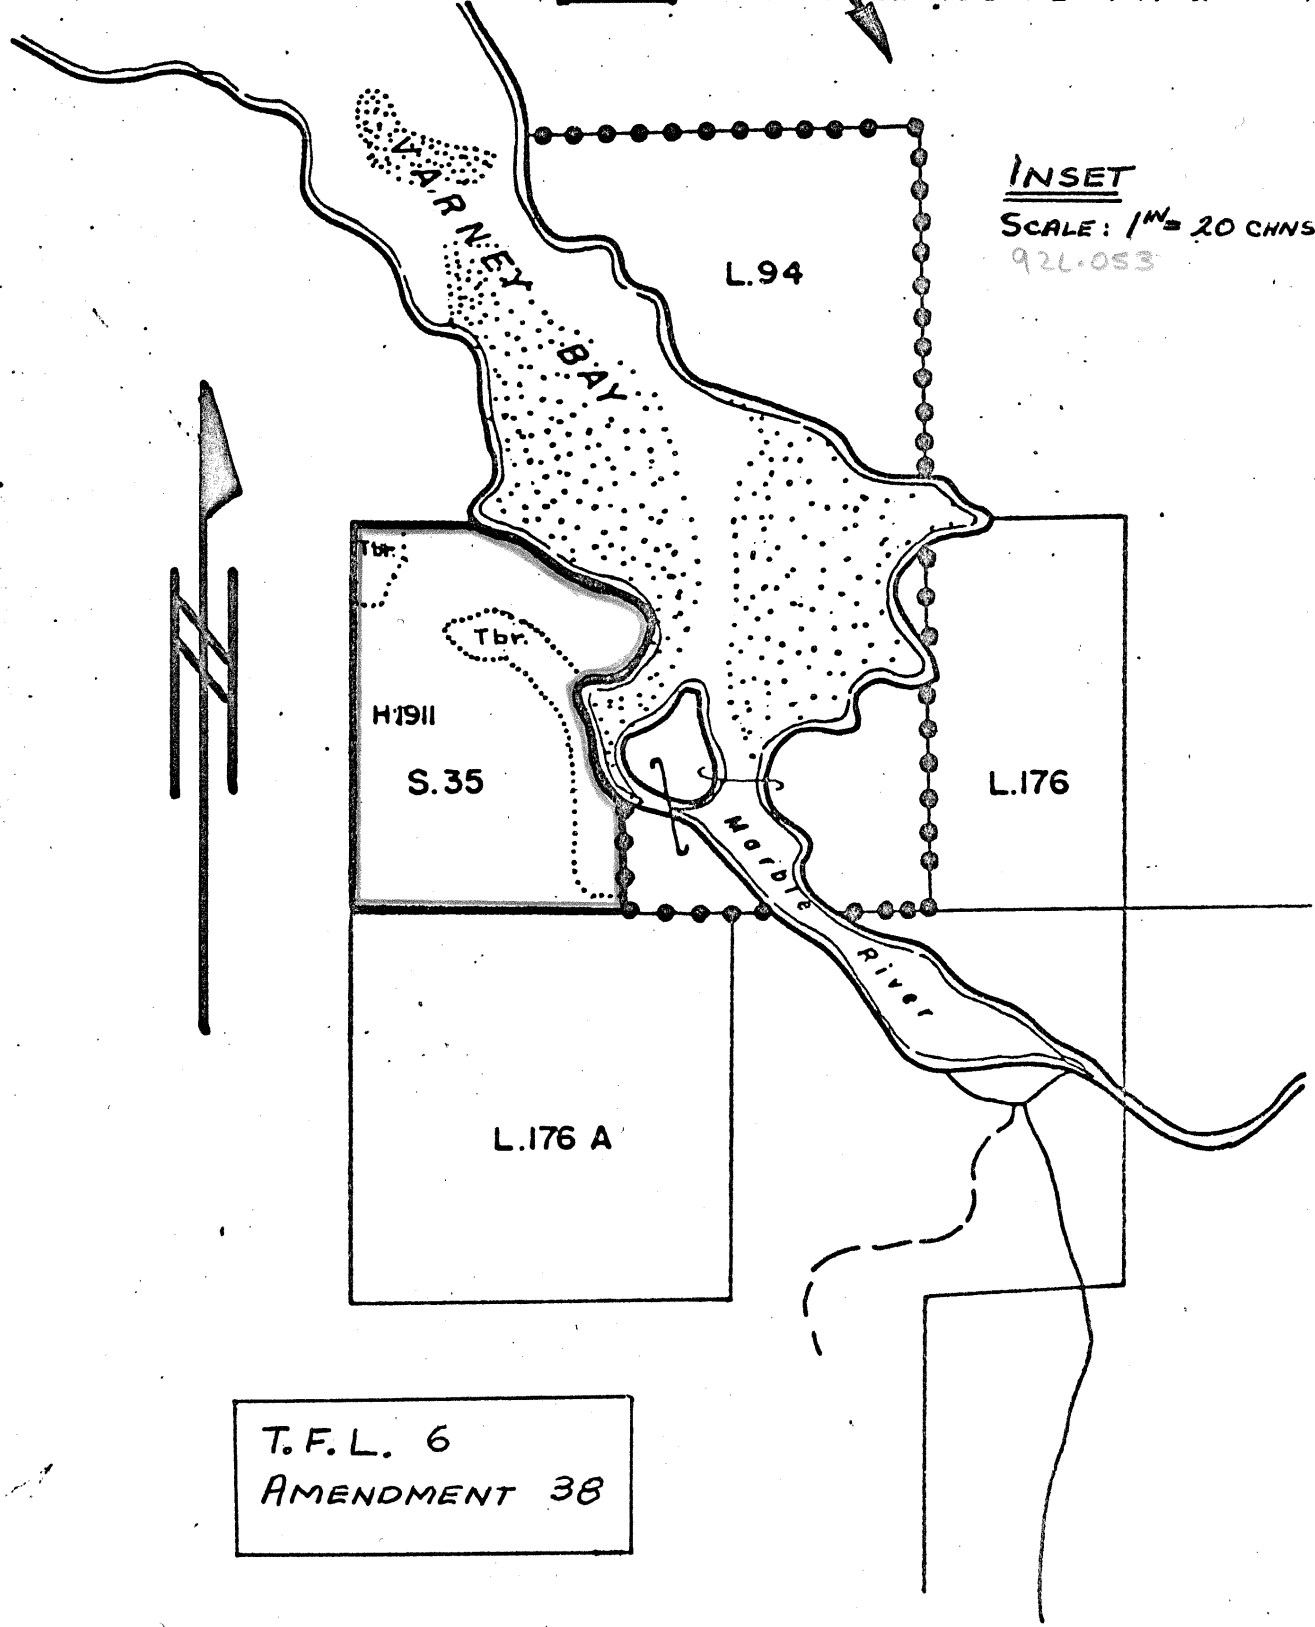 INSET
SCALE: 1IN = 20 CHNS
92L.053
VARNEY BAY
L.94
Tbr.
Tbr.
H1911
S.35
L.176
Marble River
L.176 A
T.F.L. 6
AMENDMENT 38